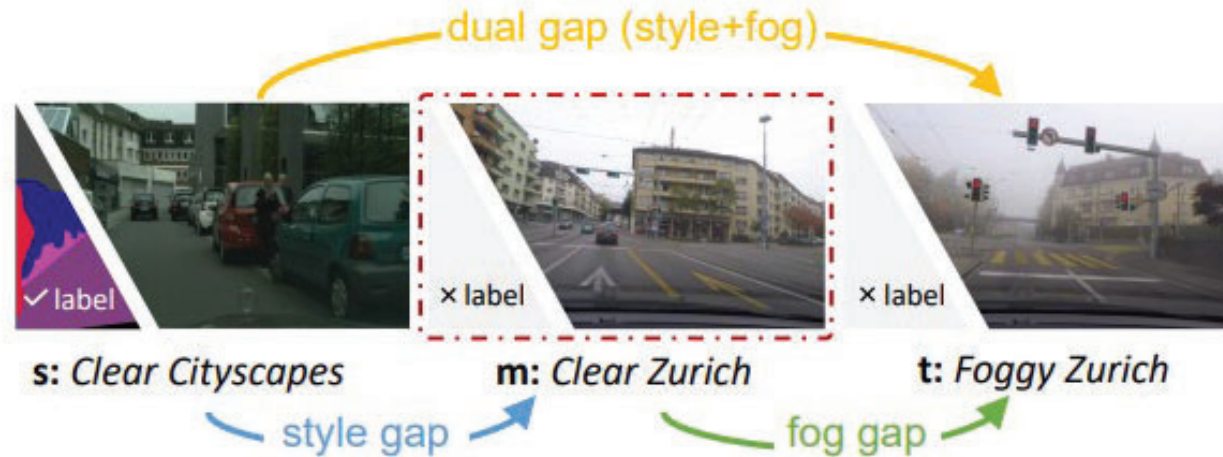 dual gap (style+fog)
✓ label
× label
× label
s: Clear Cityscapes
m: Clear Zurich
t: Foggy Zurich
style gap
fog gap